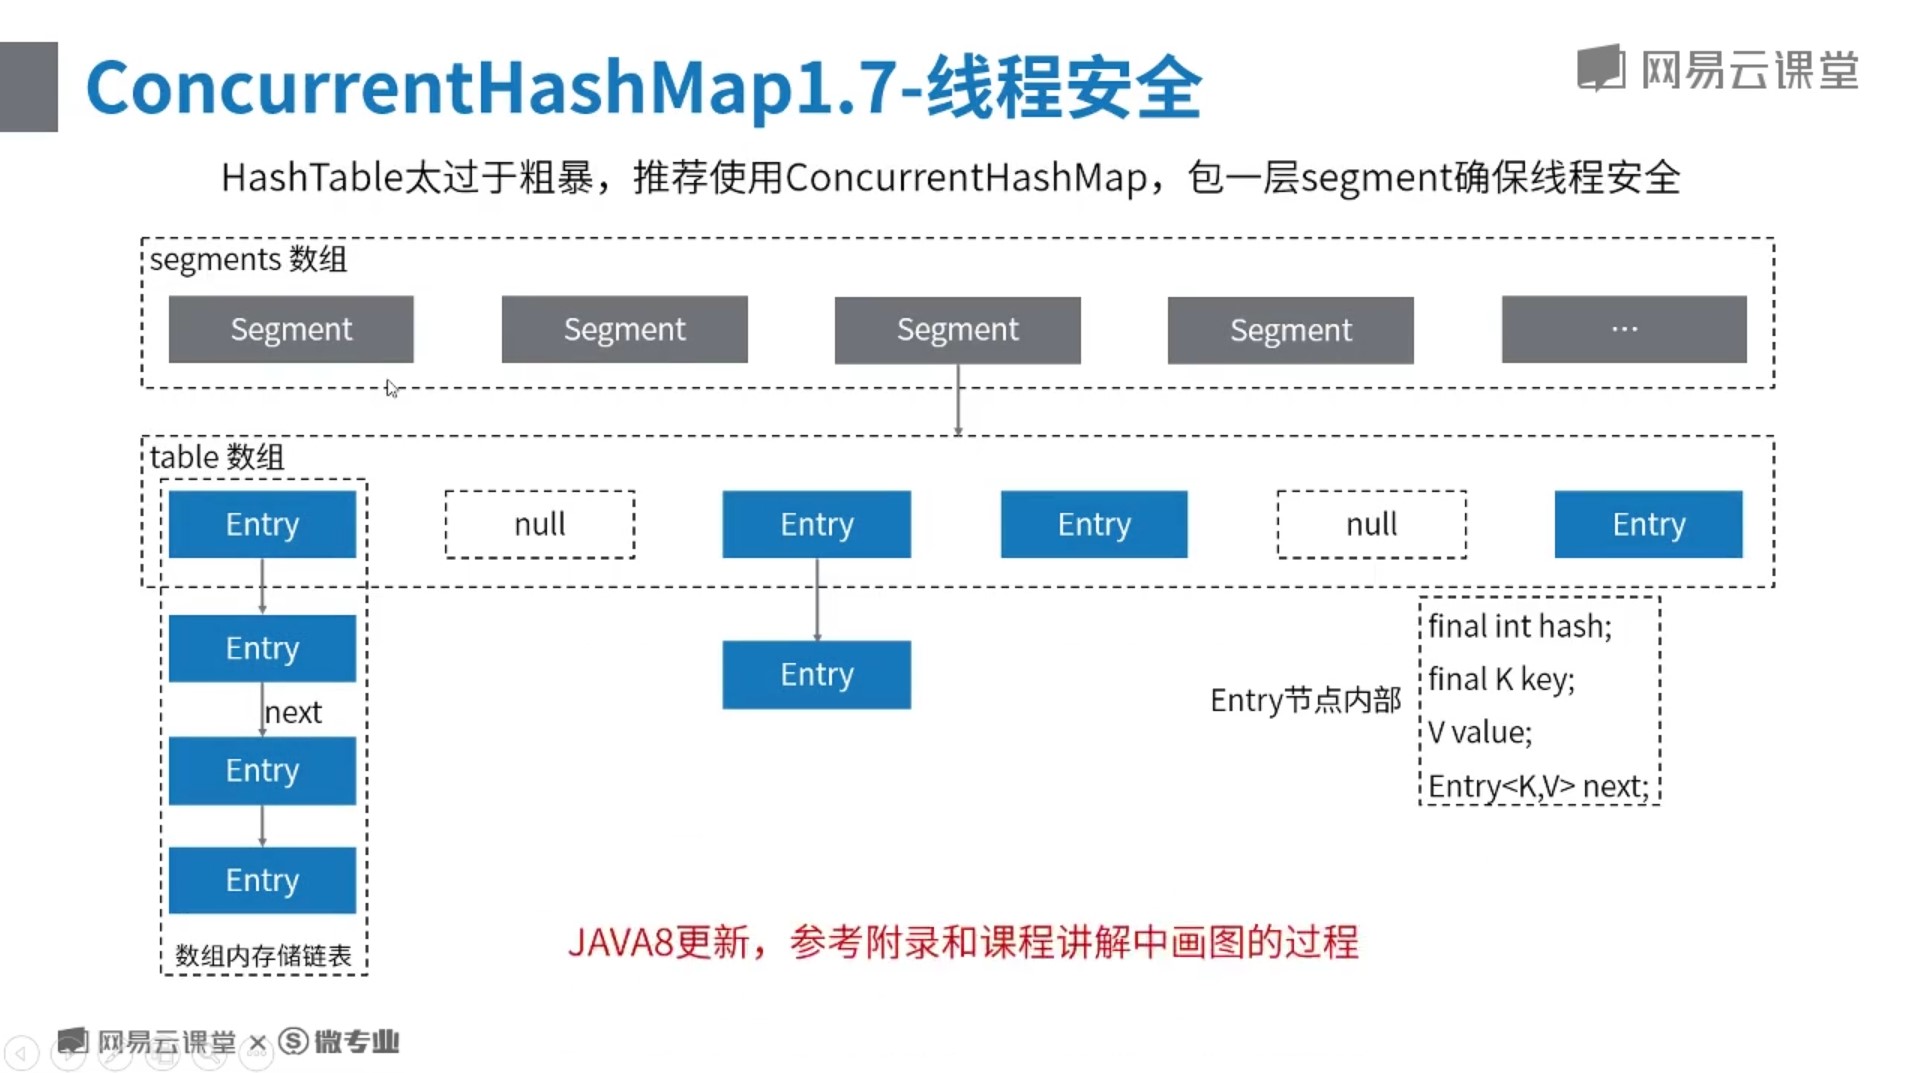 ConcurrentHashMap1.7-线程安全
网易云课堂
HashTable太过于粗暴，推荐使用ConcurrentHashMap，包一层segment确保线程安全
segments 数组
Segment
Segment
Segment
Segment
...
table 数组
Entry
null
Entry
Entry
null
Entry
Entry
next
Entry
Entry
数组内存储链表
Entry
Entry节点内部
final int hash;
final K key;
V value;
Entry<K,V> next;
JAVA8更新，参考附录和课程讲解中画图的过程
网易云课堂 × S 微专业